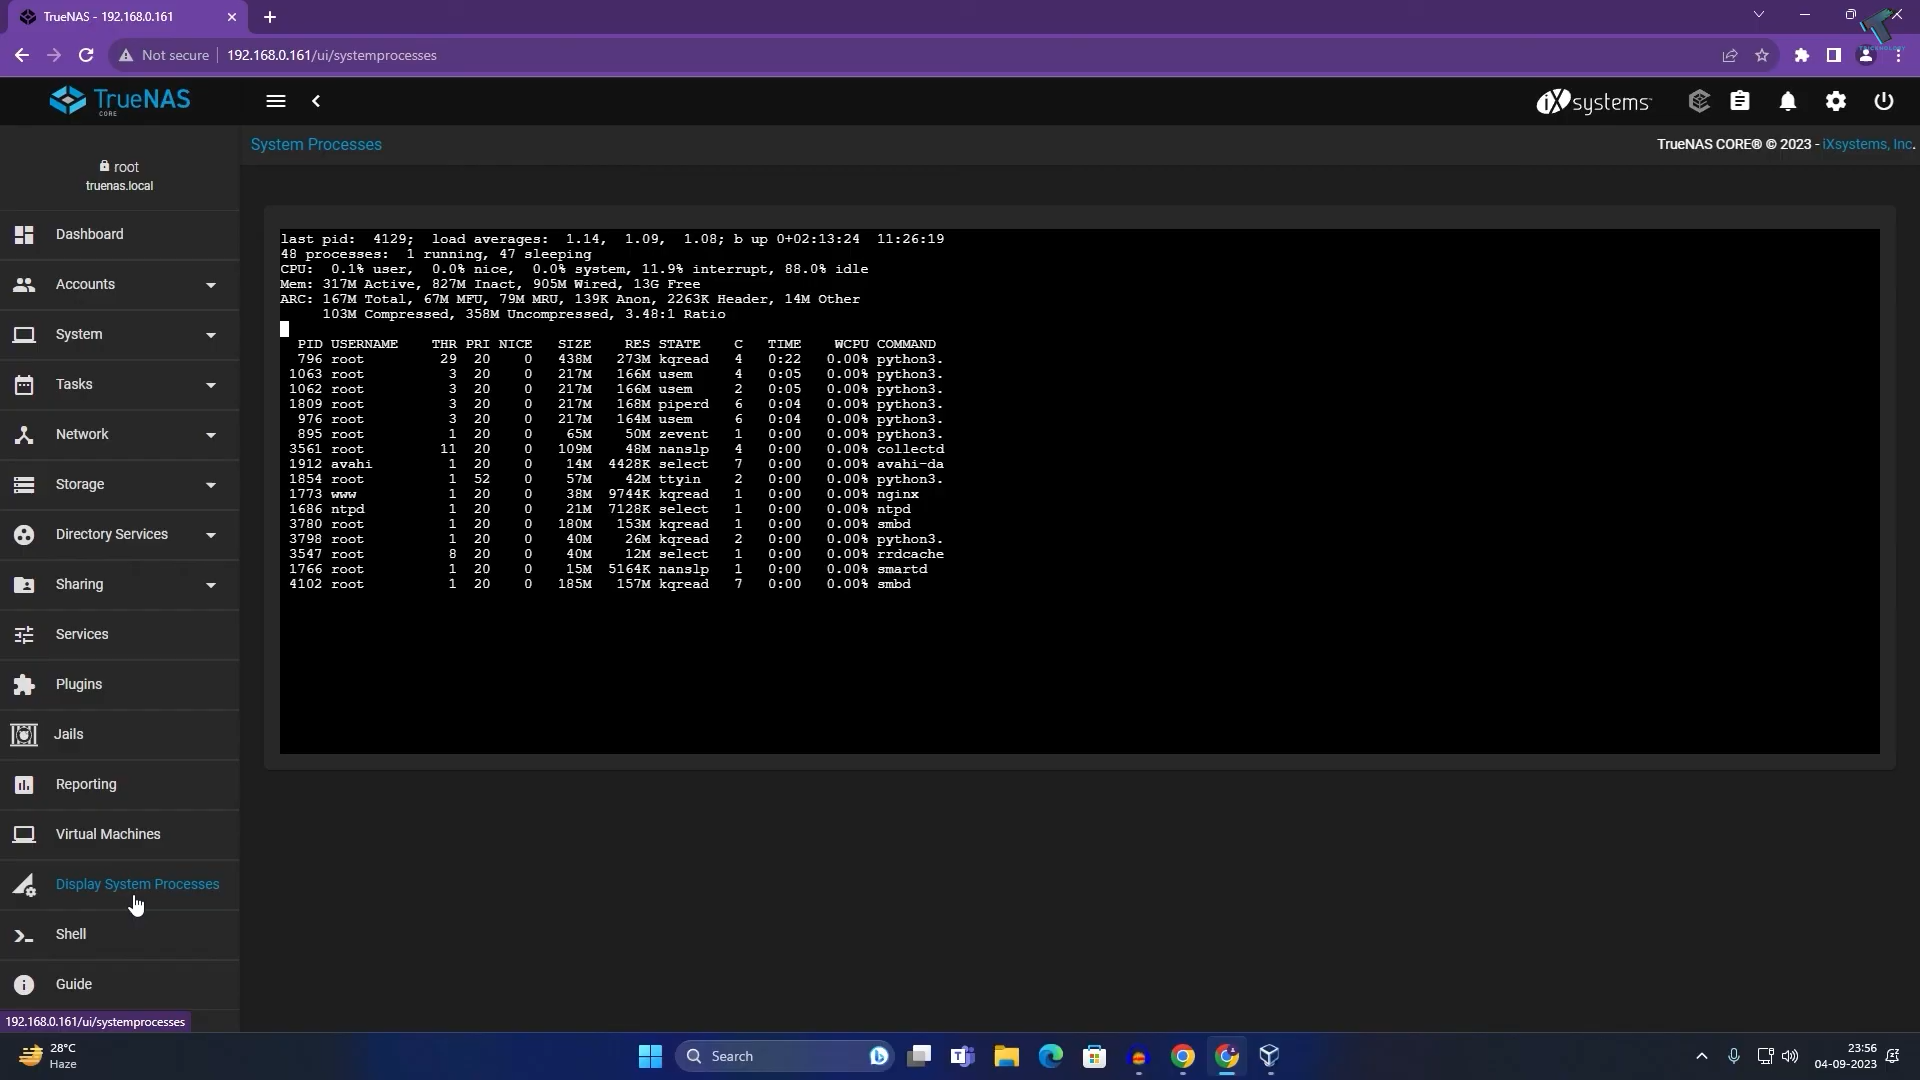 TrueNAS - 192.168.0.161
Not secure
192.168.0.161/ui/systemprocesses
TrueNAS
CORE
iXsystems
root
truenas.local
System Processes
TrueNAS CORE® © 2023 - iXsystems, Inc.
Dashboard
Accounts
System
Tasks
Network
Storage
Directory Services
Sharing
Services
Plugins
Jails
Reporting
Virtual Machines
Display System Processes
Shell
Guide
last pid:  4129;  load averages:  1.14,  1.09,  1.08; b up 0+02:13:24  11:26:19
48 processes:  1 running, 47 sleeping
CPU:  0.1% user,  0.0% nice,  0.0% system, 11.9% interrupt, 88.0% idle
Mem: 317M Active, 827M Inact, 905M Wired, 13G Free
ARC: 167M Total, 67M MFU, 79M MRU, 139K Anon, 2263K Header, 14M Other
103M Compressed, 358M Uncompressed, 3.48:1 Ratio
PID USERNAME    THR PRI NICE   SIZE    RES STATE    C   TIME    WCPU COMMAND
796 root         29  20    0   438M   273M kqread   4   0:22   0.00% python3.
1063 root          3  20    0   217M   166M usem     4   0:05   0.00% python3.
1062 root          3  20    0   217M   166M usem     2   0:05   0.00% python3.
1809 root          3  20    0   217M   168M piperd   6   0:04   0.00% python3.
976 root          3  20    0   217M   164M usem     6   0:04   0.00% python3.
895 root          1  20    0    65M    50M zevent   1   0:00   0.00% python3.
3561 root         11  20    0   109M    48M nanslp   4   0:00   0.00% collectd
1912 avahi         1  20    0    14M  4428K select   7   0:00   0.00% avahi-da
1854 root          1  52    0    57M    42M ttyin    2   0:00   0.00% python3.
1773 www           1  20    0    38M  9744K kqread   1   0:00   0.00% nginx
1686 ntpd          1  20    0    21M  7128K select   1   0:00   0.00% ntpd
3780 root          1  20    0   180M   153M kqread   1   0:00   0.00% smbd
3798 root          1  20    0    40M    26M kqread   2   0:00   0.00% python3.
3547 root          8  20    0    40M    12M select   1   0:00   0.00% rrdcache
1766 root          1  20    0    15M  5164K nanslp   1   0:00   0.00% smartd
4102 root          1  20    0   185M   157M kqread   7   0:00   0.00% smbd
192.168.0.161/ui/systemprocesses
28°C
Haze
Search
23:56
04-09-2023